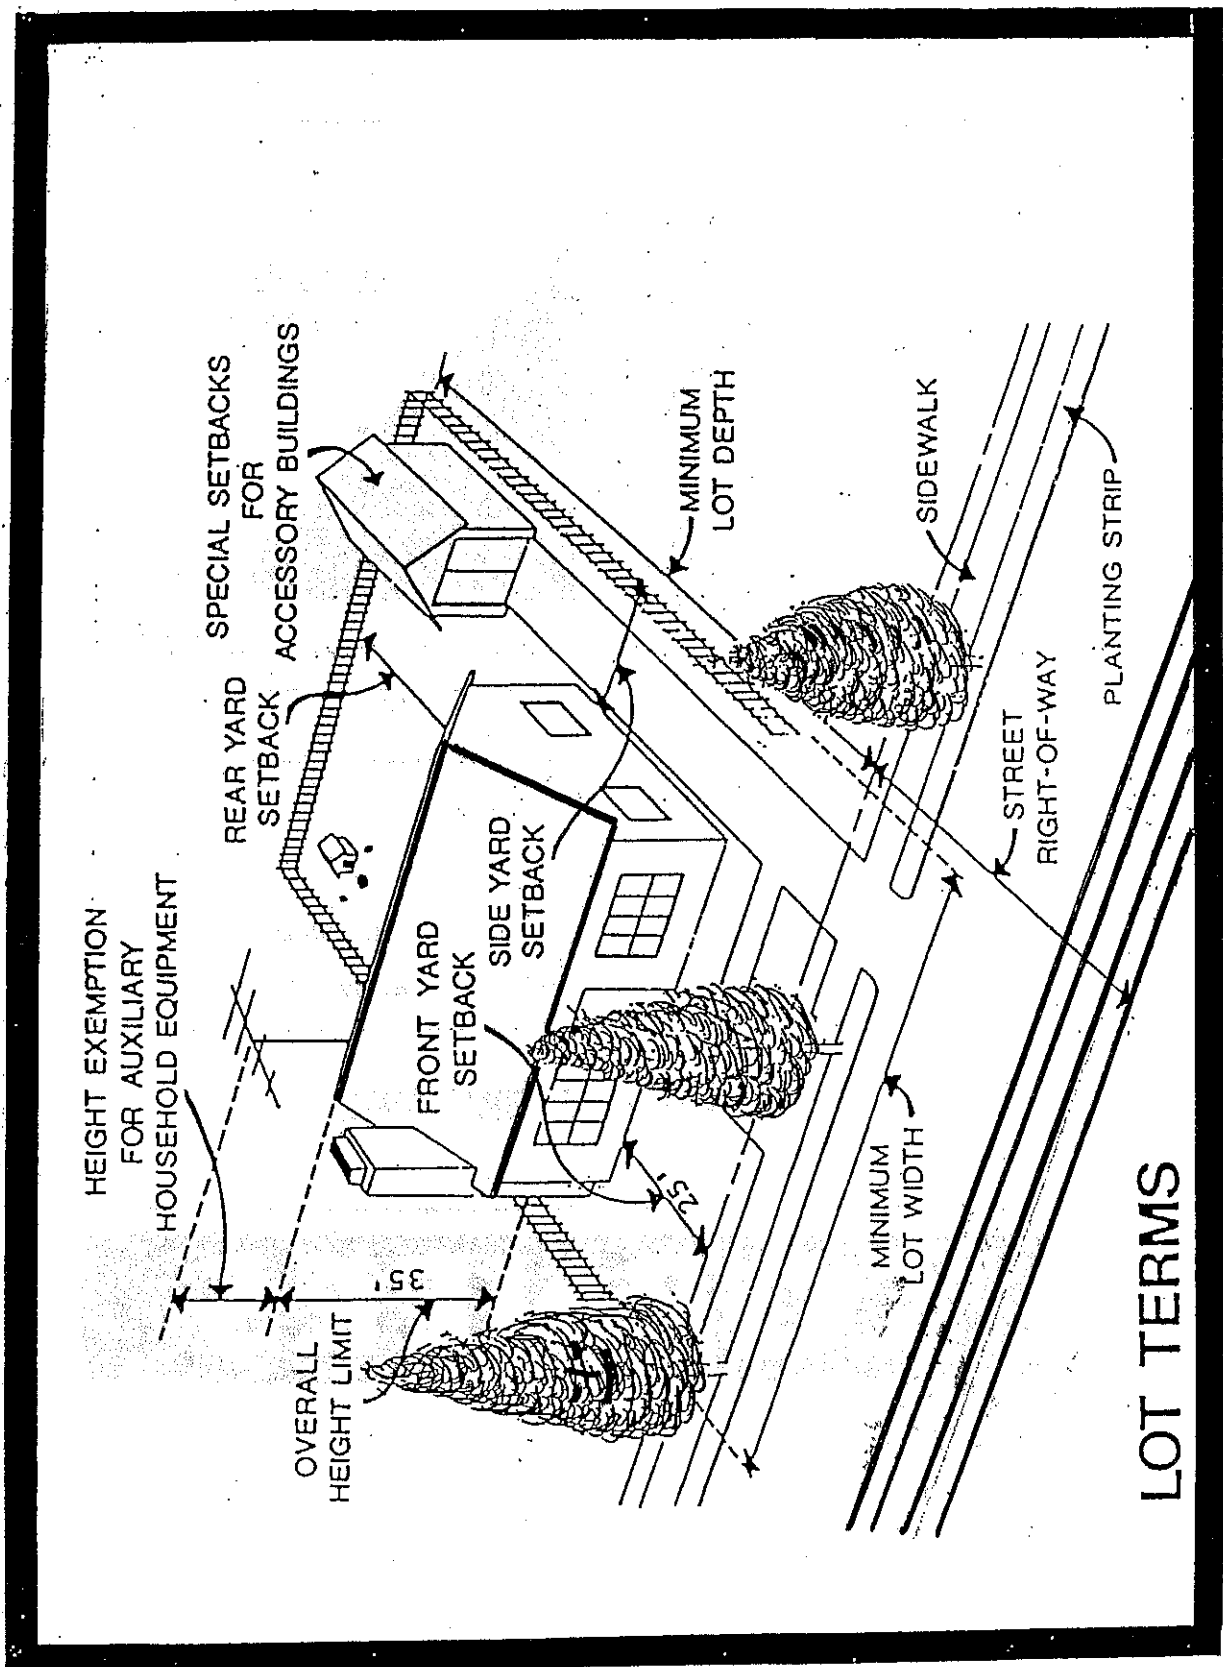 HEIGHT EXEMPTION
FOR AUXILIARY
HOUSEHOLD EQUIPMENT
REAR YARD
SETBACK
SPECIAL SETBACKS
FOR
ACCESSORY BUILDINGS
OVERALL
HEIGHT LIMIT
35'
FRONT YARD
SETBACK
SIDE YARD
SETBACK
25'
MINIMUM
LOT DEPTH
MINIMUM
LOT WIDTH
SIDEWALK
STREET
RIGHT-OF-WAY
PLANTING STRIP
LOT TERMS